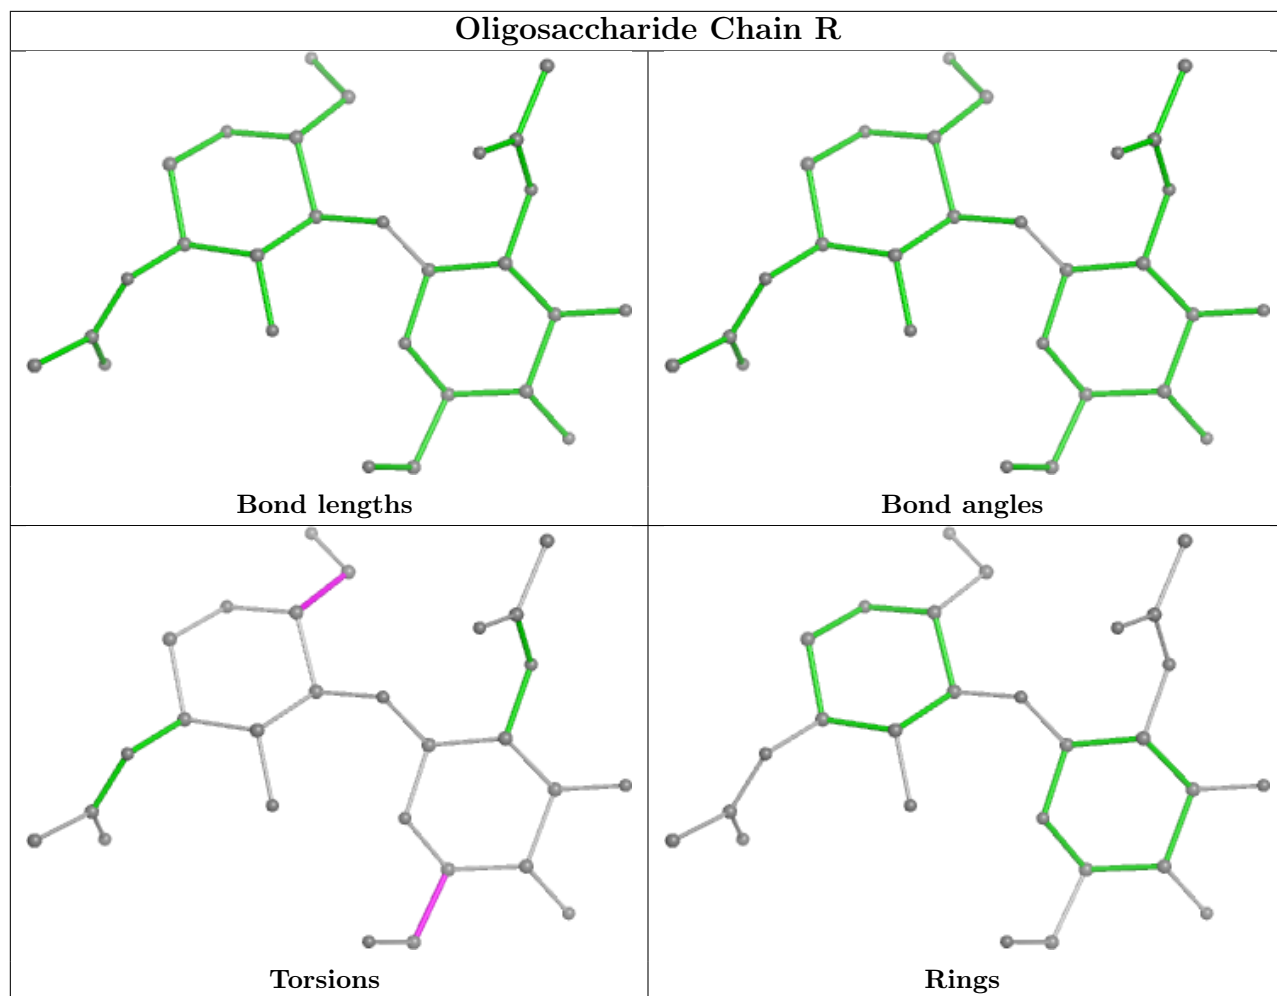 Oligosaccharide Chain R
Bond lengths
Bond angles
Torsions
Rings